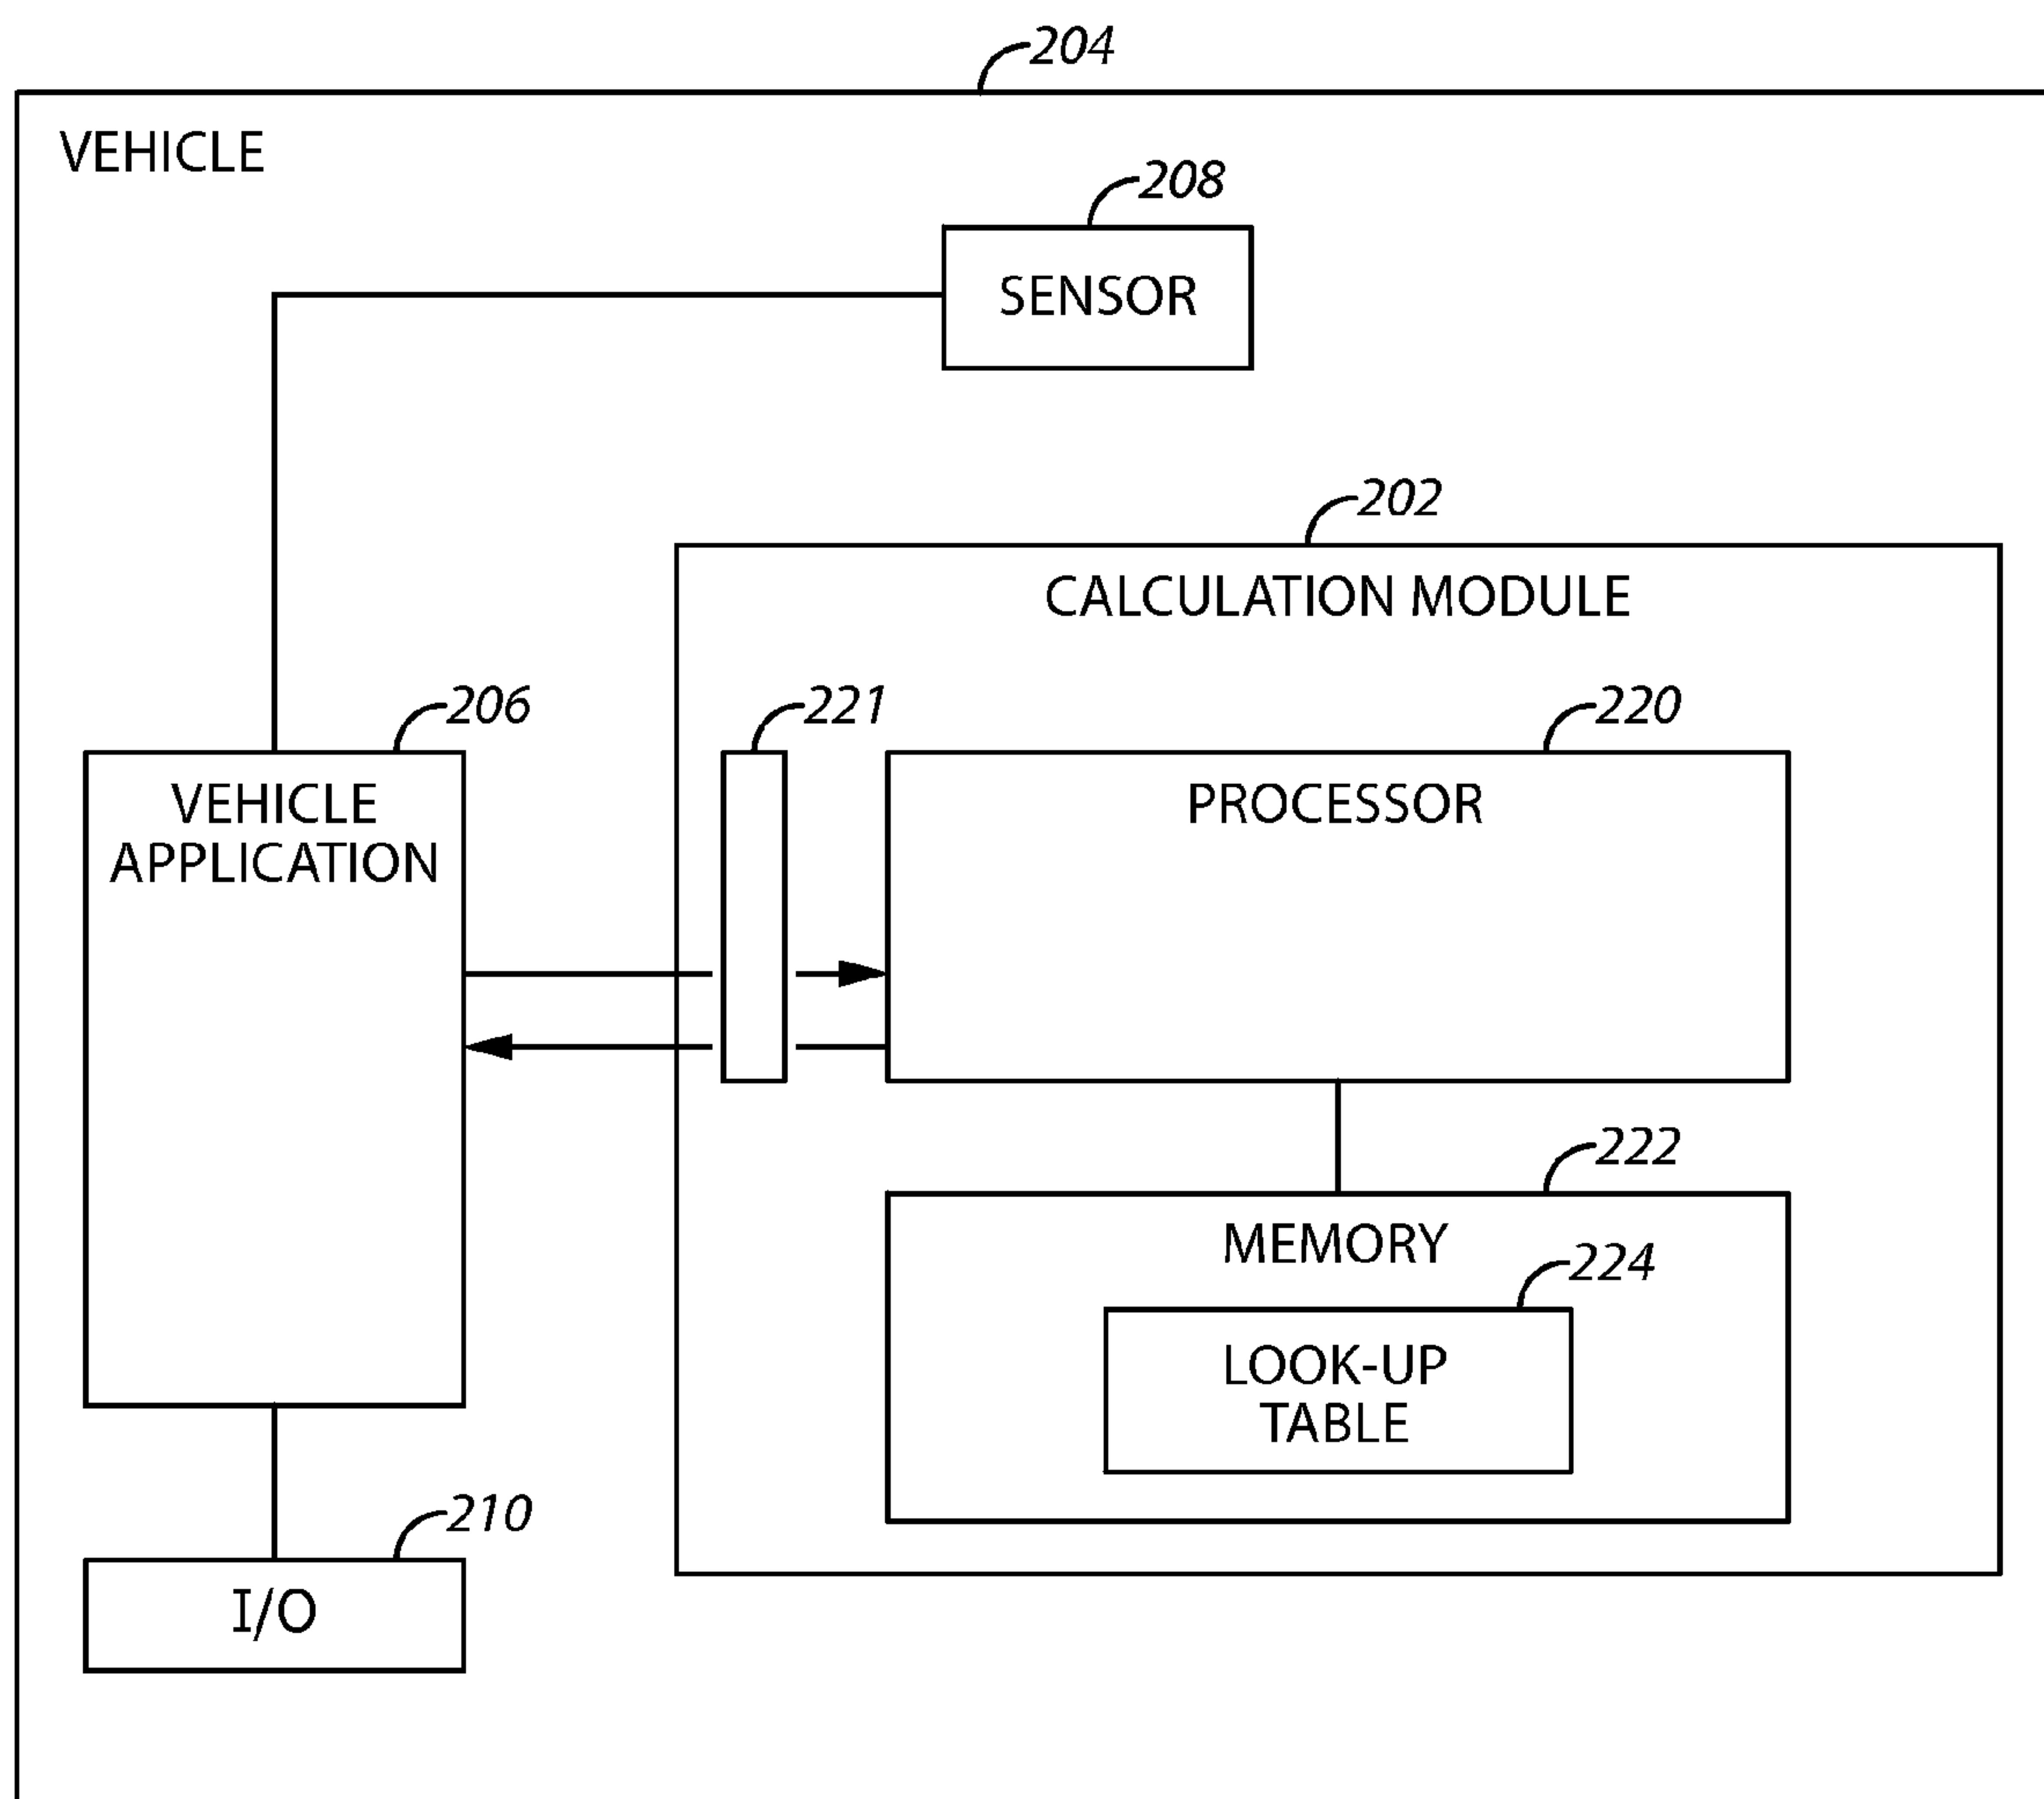 204
VEHICLE
208
SENSOR
202
CALCULATION MODULE
206
221
220
VEHICLE
APPLICATION
PROCESSOR
222
MEMORY
224
LOOK-UP
TABLE
210
I/O